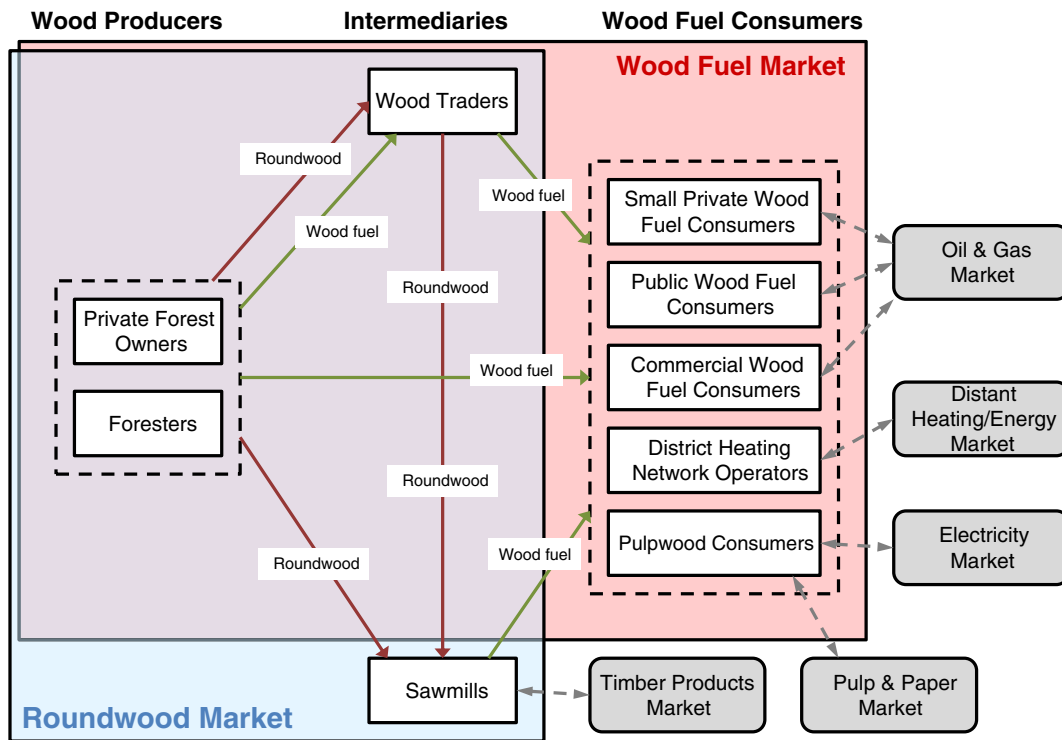 Wood Producers
Intermediaries
Wood Fuel Consumers
Wood Fuel Market
Wood Traders
Roundwood
Wood fuel
Wood fuel
Small Private Wood
Fuel Consumers
Oil & Gas
Market
Public Wood Fuel
Consumers
Roundwood
Private Forest
Owners
Wood fuel
Commercial Wood
Fuel Consumers
Foresters
Distant
Heating/Energy
Market
District Heating
Network Operators
Roundwood
Roundwood
Wood fuel
Pulpwood Consumers
Electricity
Market
Sawmills
Timber Products
Market
Pulp & Paper
Market
Roundwood Market